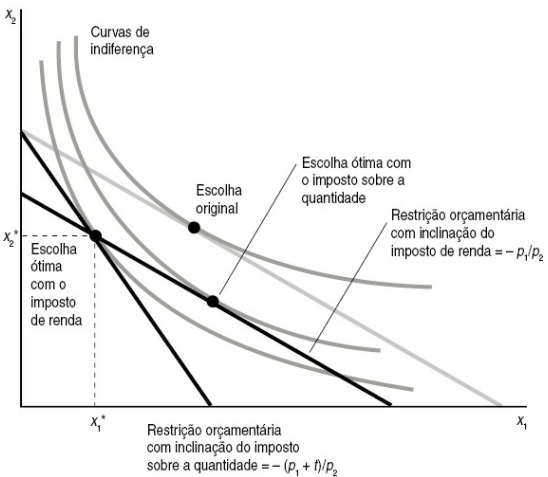 x₂
Curvas de
indiferença
Escolha ótima com
o imposto sobre a
quantidade
Escolha
original
Restrição orçamentária
com inclinação do
imposto de renda = – p₁/p₂
x₂*
Escolha
ótima
com o
imposto
de renda
x₁*
x₁
Restrição orçamentária
com inclinação do imposto
sobre a quantidade = – (p₁ + t)/p₂